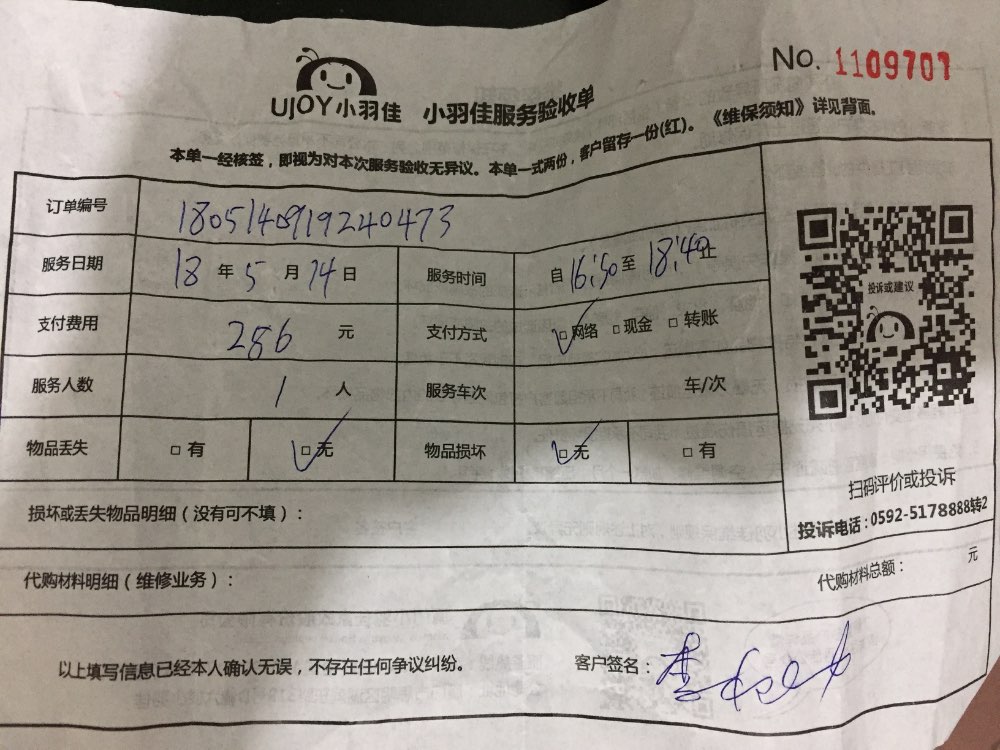 No. 1109707
UJOY小羽佳 小羽佳服务验收单
本单一经核签，即视为对本次服务验收无异议。本单一式两份，客户留存一份(红)。《维保须知》详见背面。
订单编号 180514091924​0473
服务日期 18 年 5 月 14 日 服务时间 自 16:50 至 18:40 止
支付费用 286 元 支付方式 ☑网络 □现金 □转账
服务人数 1 人 服务车次 车/次
物品丢失 □有 ☑无 物品损坏 ☑无 □有
投诉或建议
扫码评价或投诉
投诉电话：0592-5178888转2
损坏或丢失物品明细（没有可不填）：
代购材料明细（维修业务）： 代购材料总额： 元
以上填写信息已经本人确认无误，不存在任何争议纠纷。 客户签名：李